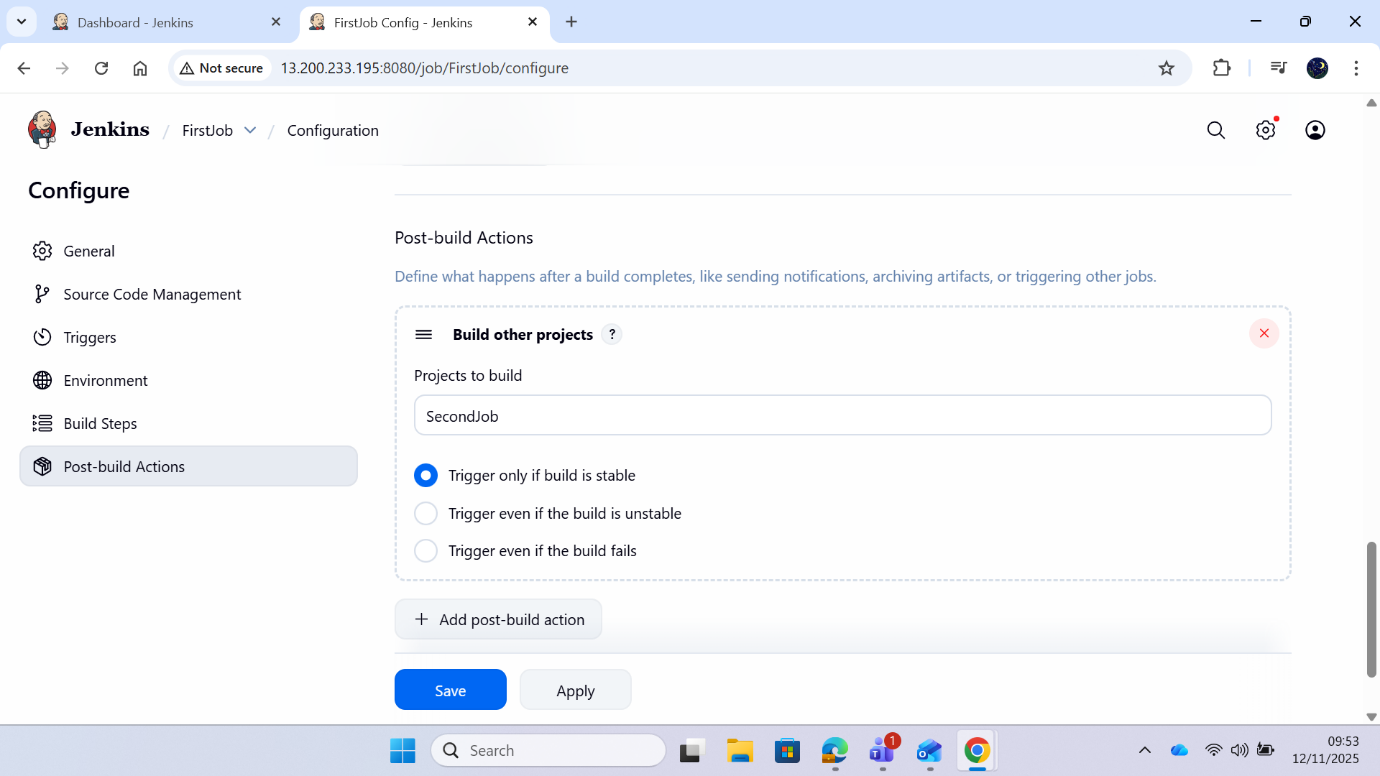 Dashboard - Jenkins
FirstJob Config - Jenkins
Not secure
13.200.233.195:8080/job/FirstJob/configure
Jenkins / FirstJob / Configuration
Configure
General
Source Code Management
Triggers
Environment
Build Steps
Post-build Actions
Post-build Actions
Define what happens after a build completes, like sending notifications, archiving artifacts, or triggering other jobs.
Build other projects ?
Projects to build
SecondJob
Trigger only if build is stable
Trigger even if the build is unstable
Trigger even if the build fails
+ Add post-build action
Save
Apply
Search
1
09:53
12/11/2025